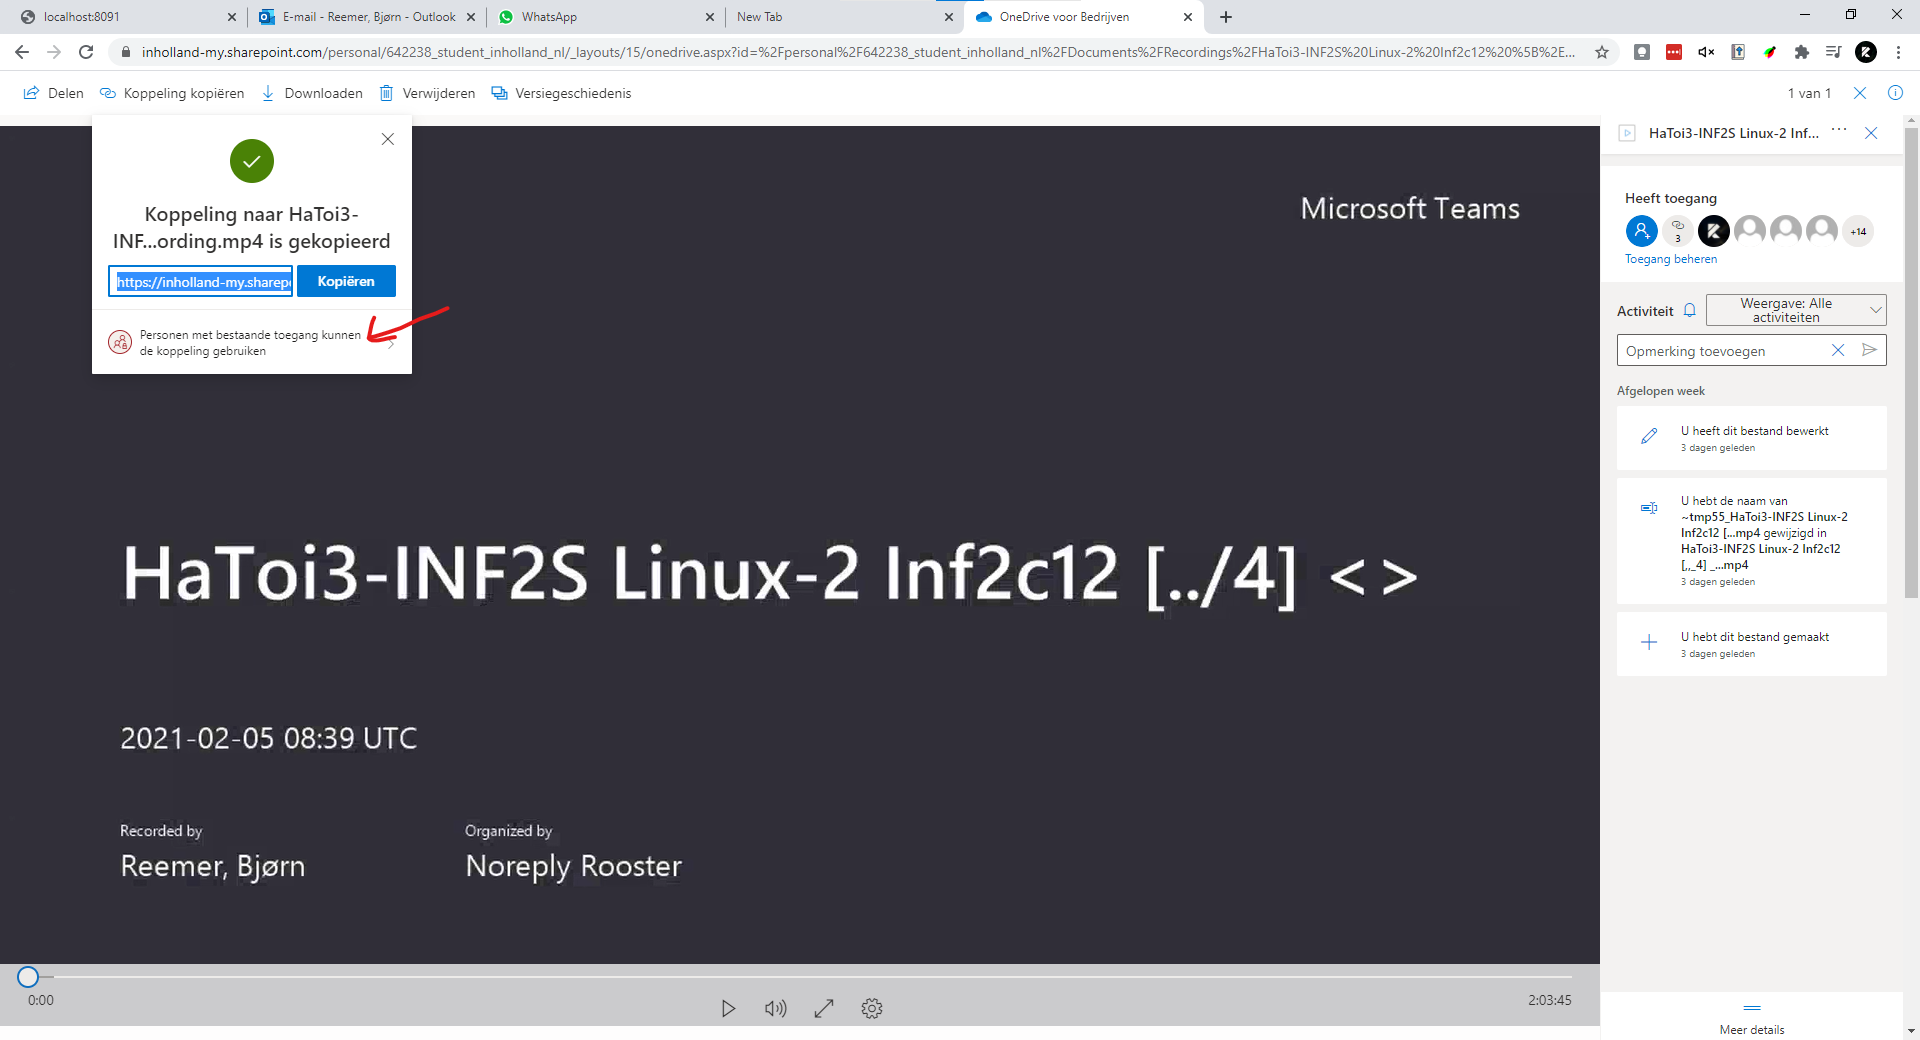 localhost:8091
E-mail - Reemer, Bjørn - Outlook
WhatsApp
New Tab
OneDrive voor Bedrijven
inholland-my.sharepoint.com/personal/642238_student_inholland_nl/_layouts/15/onedrive.aspx?id=%2Fpersonal%2F642238_student_inholland_nl%2FDocuments%2FRecordings%2FHaToi3-INF2S%20Linux-2%20Inf2c12%20%5B%2E...
Delen
Koppeling kopiëren
Downloaden
Verwijderen
Versiegeschiedenis
1 van 1
Koppeling naar HaToi3-
INF...ording.mp4 is gekopieerd
https://inholland-my.sharep
Kopiëren
Personen met bestaande toegang kunnen
de koppeling gebruiken
Microsoft Teams
HaToi3-INF2S Linux-2 Inf2c12 [../4] <>
2021-02-05 08:39 UTC
Recorded by
Reemer, Bjørn
Organized by
Noreply Rooster
0:00
2:03:45
HaToi3-INF2S Linux-2 Inf...
Heeft toegang
3
+14
Toegang beheren
Activiteit
Weergave: Alle
activiteiten
Opmerking toevoegen
Afgelopen week
U heeft dit bestand bewerkt
3 dagen geleden
U hebt de naam van
~tmp55_HaToi3-INF2S Linux-2
Inf2c12 [...mp4 gewijzigd in
HaToi3-INF2S Linux-2 Inf2c12
[,,_4] _...mp4
3 dagen geleden
U hebt dit bestand gemaakt
3 dagen geleden
Meer details